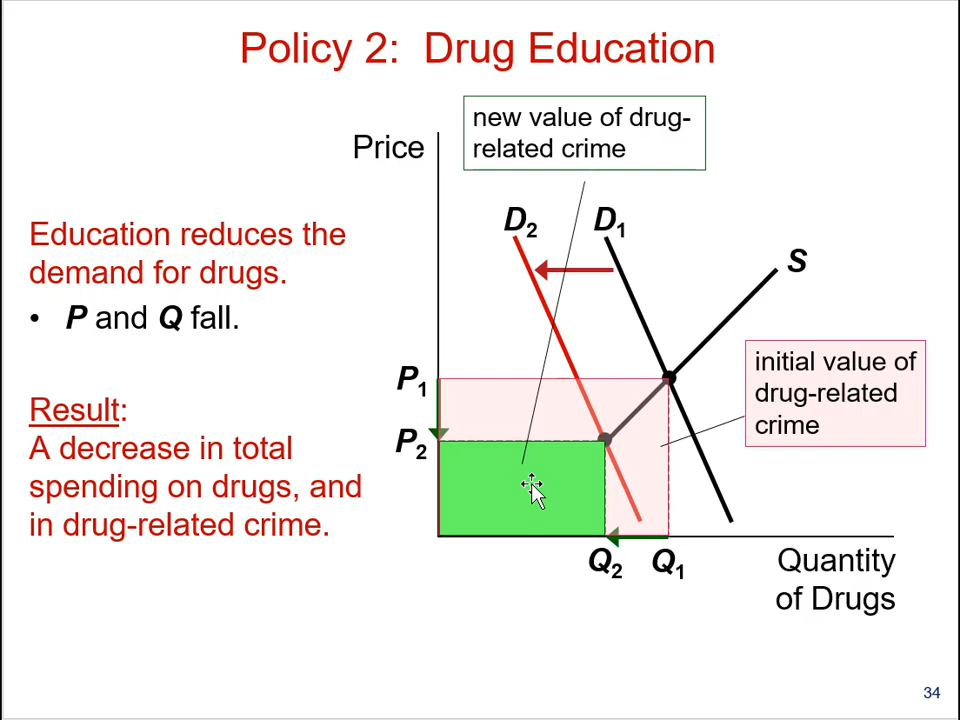 Policy 2: Drug Education
new value of drug-
related crime
Price
Education reduces the
demand for drugs.
• P and Q fall.
D2
D1
S
initial value of
drug-related
crime
P1
P2
Result:
A decrease in total
spending on drugs, and
in drug-related crime.
Q2
Q1
Quantity
of Drugs
34